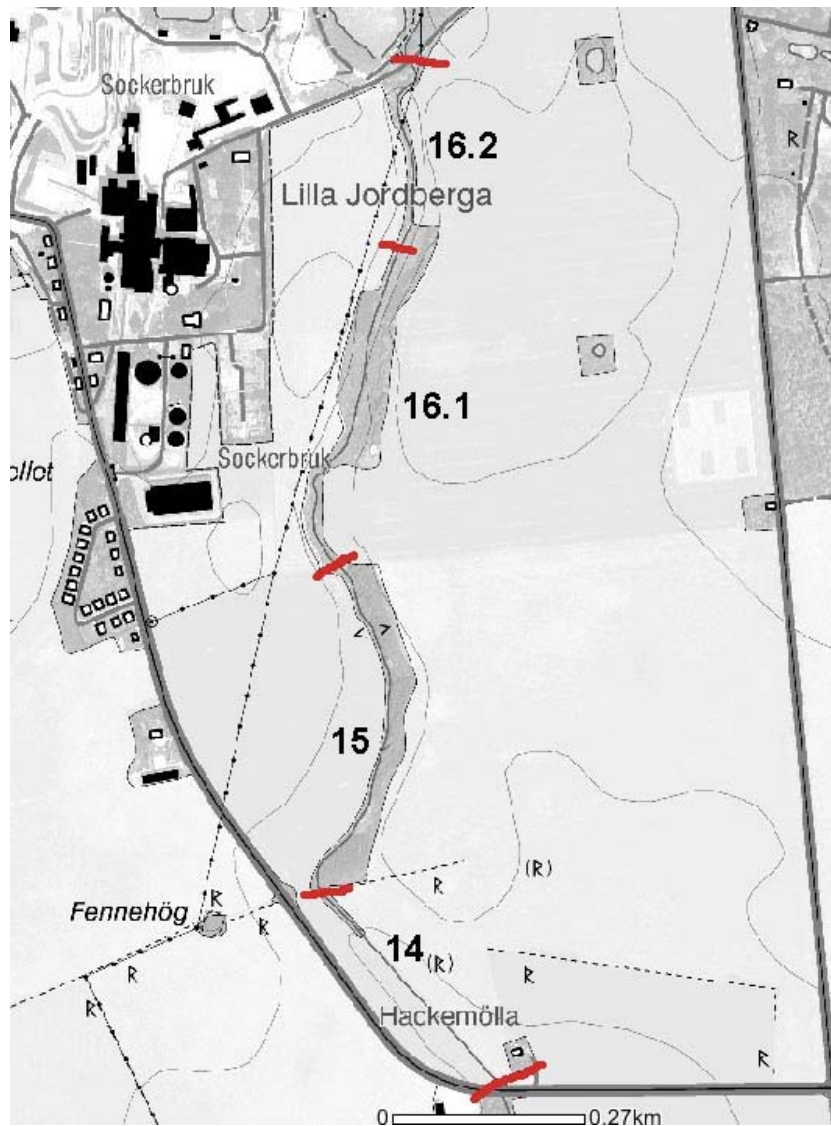 Sockerbruk
16.2
Lilla Jordberga
R
16.1
Sockerbruk
ollot
15
(R)
R
R
Fennehög
R
14
(R)
R
R
R
Hackemölla
R
0 0.27km